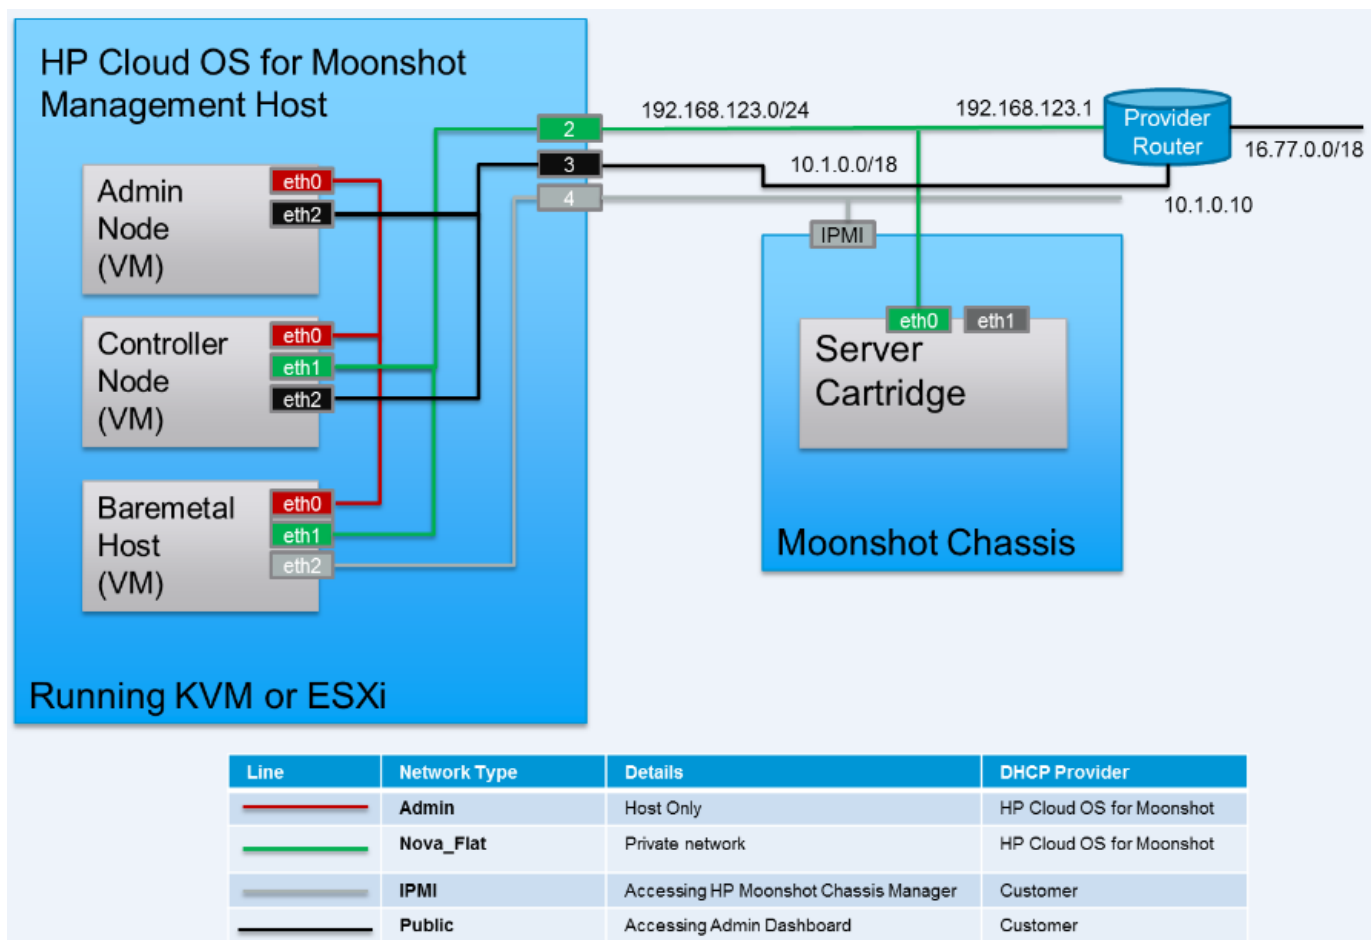 HP Cloud OS for Moonshot
Management Host
Admin
Node
(VM)
eth0
eth2
Controller
Node
(VM)
eth0
eth1
eth2
Baremetal
Host
(VM)
eth0
eth1
eth2
Running KVM or ESXi
2
3
4
192.168.123.0/24
192.168.123.1
10.1.0.0/18
Provider
Router
16.77.0.0/18
10.1.0.10
IPMI
eth0
eth1
Server
Cartridge
Moonshot Chassis
Line Network Type Details DHCP Provider
Admin Host Only HP Cloud OS for Moonshot
Nova_Flat Private network HP Cloud OS for Moonshot
IPMI Accessing HP Moonshot Chassis Manager Customer
Public Accessing Admin Dashboard Customer